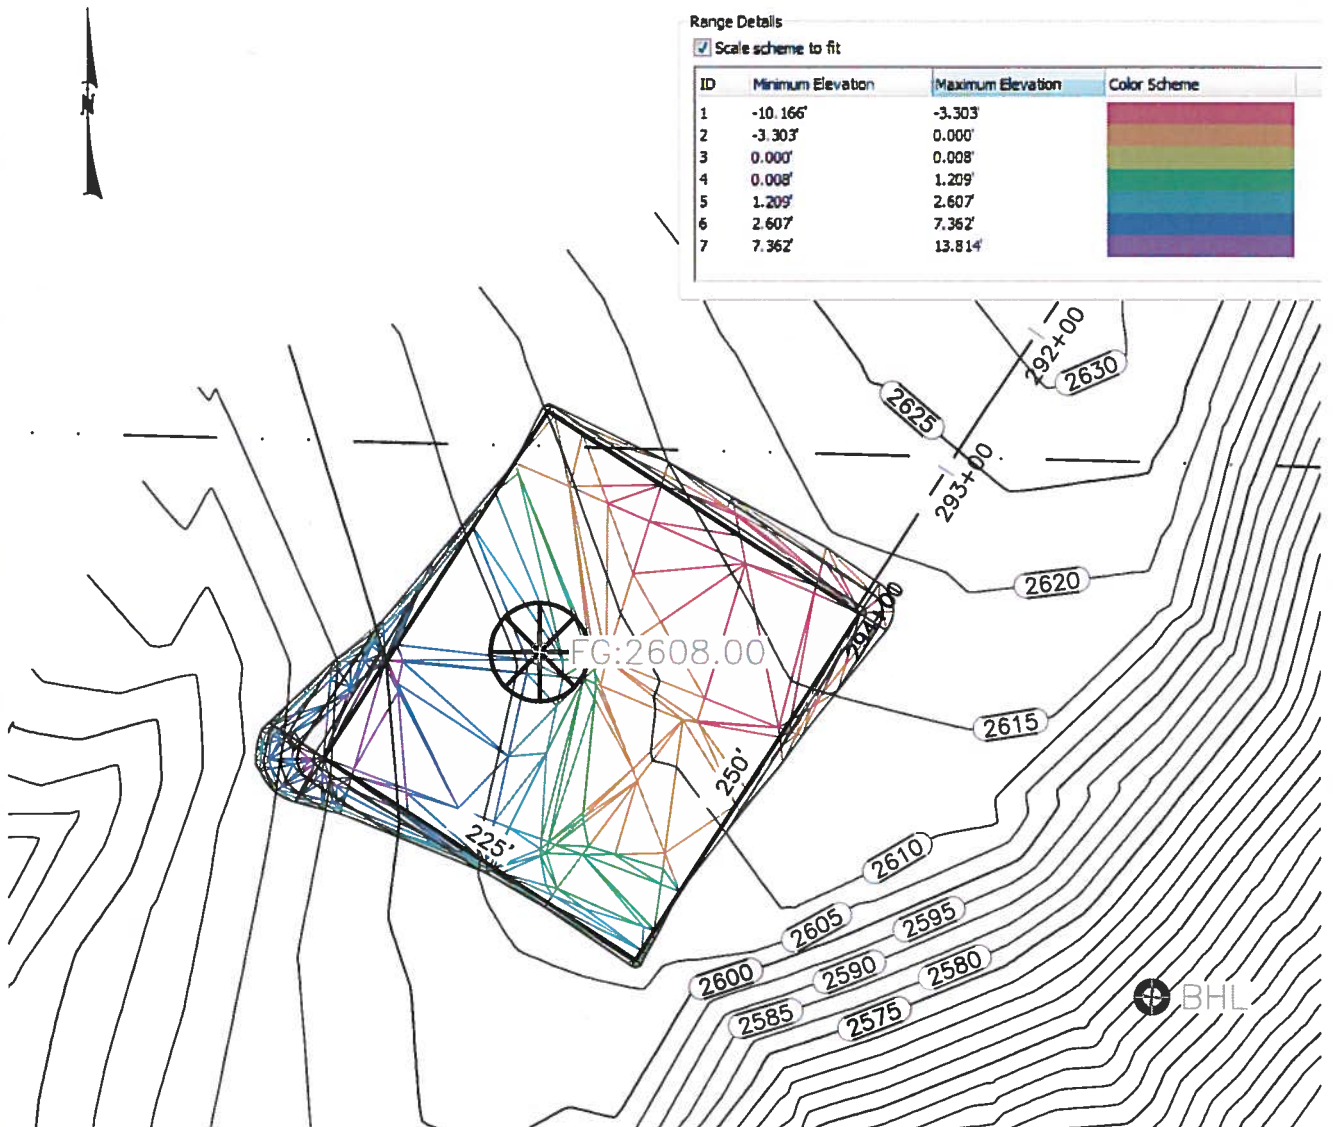 Range Details
Scale scheme to fit
ID Minimum Elevation Maximum Elevation Color Scheme
1 -10.166' -3.303'
2 -3.303' 0.000'
3 0.000' 0.008'
4 0.008' 1.209'
5 1.209' 2.607'
6 2.607' 7.362'
7 7.362' 13.814'
N
292+00
2630
2625
293+00
2620
294+00
FG:2608.00
2615
250'
225'
2610
2605
2595
2600
2590
2580
2585
2575
BHL